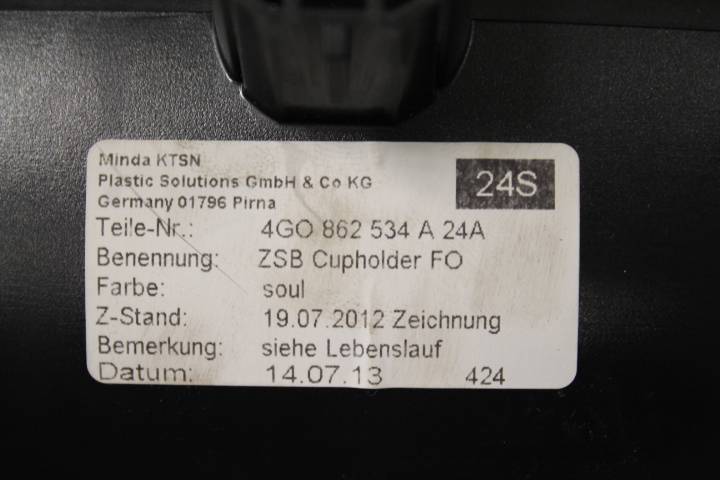 Minda KTSN
Plastic Solutions GmbH & Co KG
Germany 01796 Pirna
24S
Teile-Nr.: 4GO 862 534 A 24A
Benennung: ZSB Cupholder FO
Farbe: soul
Z-Stand: 19.07.2012 Zeichnung
Bemerkung: siehe Lebenslauf
Datum: 14.07.13 424